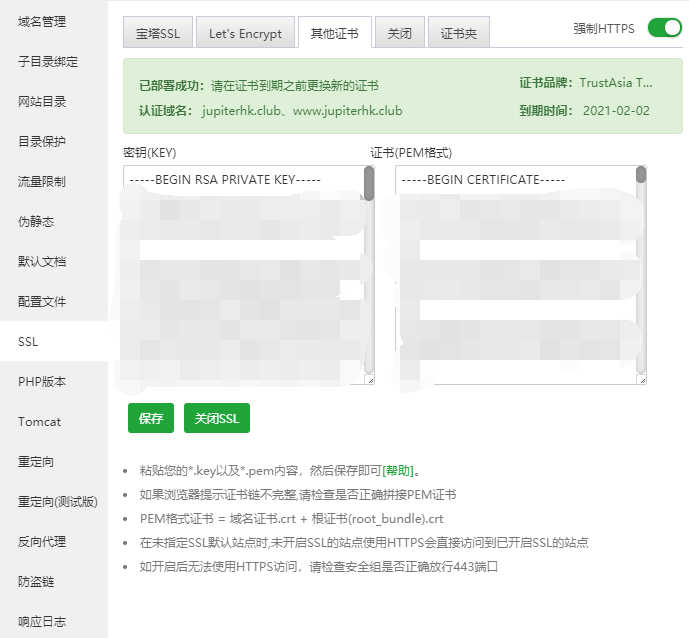 域名管理
子目录绑定
网站目录
目录保护
流量限制
伪静态
默认文档
配置文件
SSL
PHP版本
Tomcat
重定向
重定向(测试版)
反向代理
防盗链
响应日志
宝塔SSL
Let's Encrypt
其他证书
关闭
证书夹
强制HTTPS
已部署成功：请在证书到期之前更换新的证书
证书品牌：TrustAsia T...
认证域名： jupiterhk.club、www.jupiterhk.club
到期时间： 2021-02-02
密钥(KEY)
证书(PEM格式)
-----BEGIN RSA PRIVATE KEY-----
-----BEGIN CERTIFICATE-----
保存
关闭SSL
粘贴您的*.key以及*.pem内容，然后保存即可[帮助]。
如果浏览器提示证书链不完整,请检查是否正确拼接PEM证书
PEM格式证书 = 域名证书.crt + 根证书(root_bundle).crt
在未指定SSL默认站点时,未开启SSL的站点使用HTTPS会直接访问到已开启SSL的站点
如开启后无法使用HTTPS访问，请检查安全组是否正确放行443端口